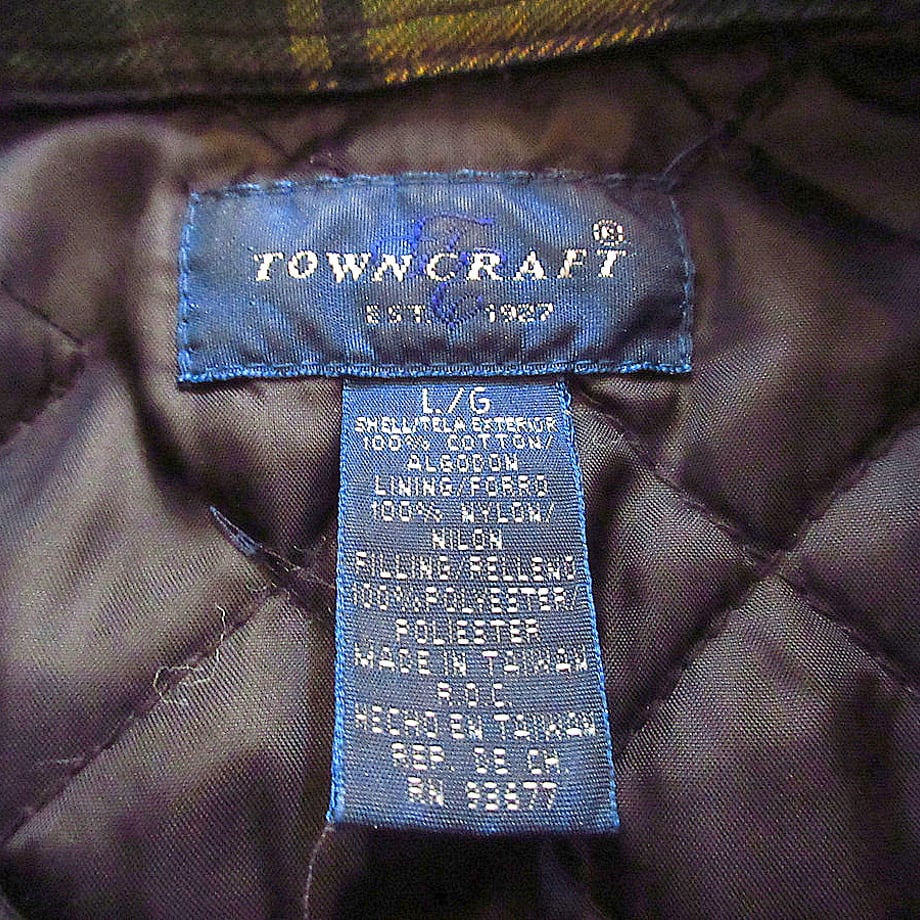 TOWNCRAFT®
EST. 1927
L/G
SHELL/TELA EXTERIOR
100% COTTON/
ALGODON
LINING/FORRO
100% NYLON/
NILON
FILLING/RELLENO
100%POLYESTER/
POLIESTER
MADE IN TAIWAN
R.O.C.
HECHO EN TAIWAN
REP. DE CH.
RN 93677